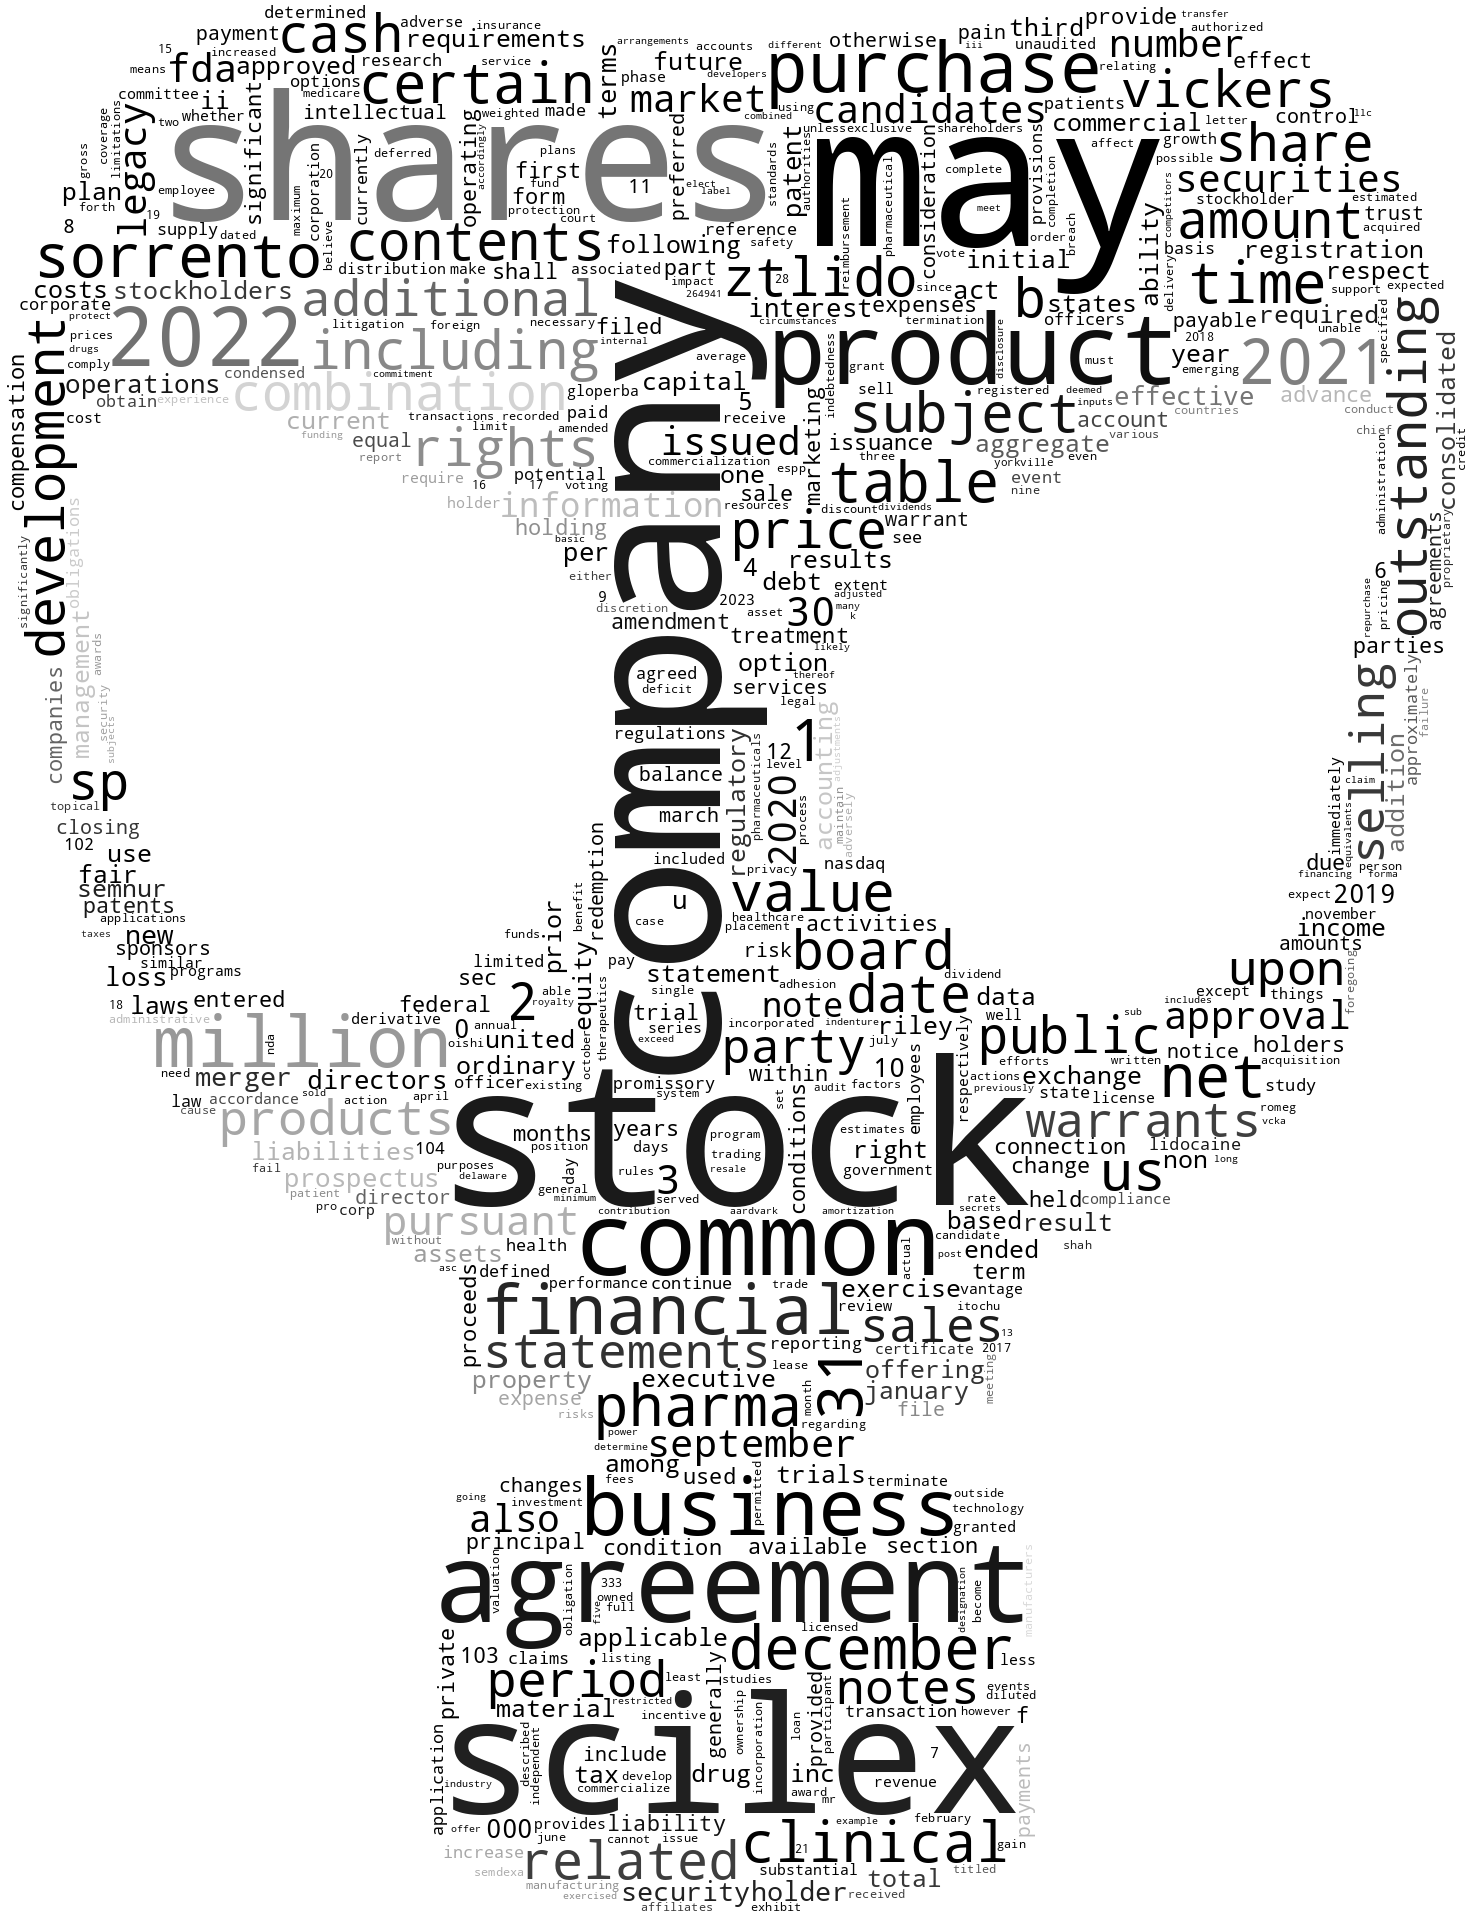 determined adverse insurance
payment cash requirements
15 increased research service
means fda approved options certain terms
committee ii medicare intellectual weighted made
two whether significant
arrangements accounts different iii
future phase developers market purchase
otherwise pain third provide transfer authorized
unaudited number relating effect
using combined candidates patients vickers
unless exclusive shareholders commercial letter control llc
affect growth share
possible securities
coverage gross limitations legacy shares
deferred accordingly plans currently operating
20 corporation first fund form protection court
11 preferred elect label standards authorities patent
may complete meet pharmaceutical consideration provisions completion
plan forth employee 19 8 supply dated maximum believe
sorrento contents following reference safety
stockholder estimated amount trust acquired
vote order breach initial ability basis registration
costs stockholders distribution make shall associated part impact 264941
ztlido 28 since act b states
reimbursement delivery competitors time respect support expected
corporate protect additional litigation foreign necessary filed internal
interest expenses circumstances termination officers payable required unable
prices drugs comply 2022 including
average product disclosure must 2018 year emerging 2021 specified
operations condensed commitment combination gloperba capital
obtain experience cost current funding
transactions recorded limit paid amended 5 receive
grant sell indebtedness registered deemed inputs effective countries advance conduct
subject account various chief
equal report rights issued marketing issuance aggregate
commercialization espp three yorkville even
compensation development require 16 potential 17 voting one
holder information resources sale table event nine
discount dividends warrant see
holding basic per either price results
4 debt extent adjusted many k
9 discretion 2023 asset 30
amendment treatment likely
company agreed deficit option thereof services legal
outstanding consolidated credit administration agreements proprietary
6 repurchase pricing parties
obligations significantly management awards security subjects companies
sp topical closing 102 use fair semnur patents
applications taxes new sponsors similar loss programs
18 laws entered administrative
regulations balance march included
regulatory pharmaceuticals 12 level 1 accounting adjustments
2020 process maintain adversely privacy nasdaq
selling approximately failure addition claim immediately equivalents
due person financing forma expect 2019
november income amounts
u case value
healthcare placement activities
funds prior benefit redemption
limited sec equity pay
risk board statement
adhesion dividend
federal 2 able royalty single trial series exceed
note date data
upon except things foregoing
million derivative 0 annual oishi united therapeutics
incorporated indenture riley well includes sub approval
july party public written notice holders
nda need merger directors ordinary october
within 10 employees respectively efforts exchange acquisition
law accordance sold action april officer existing
promissory system audit factors set actions previously state license net study
cause products stock
months years position days program trading resale
conditions estimates right government
warrants romeg vcka
liabilities 104 fail purposes delaware
connection lidocaine change us non long
prospectus patient director pro corp
day general minimum rules 3 served
held compliance rate secrets
pursuant without contribution aardvark amortization
common based result
assets health asc defined
candidate post ended shah actual term
proceeds performance continue trade exercise vantage
financial review itochu
statements reporting sales 13
certificate 2017
property lease 31 offering meeting
executive january
expense risks pharma month file
regarding power
determine september
among fees used trials terminate
changes permitted outside
going investment business technology
also granted
principal condition available section
agreement valuation obligation 333 owned five full
designation become manufacturers
applicable licensed december
103 claims listing less
private period least studies
generally notes events diluted
material restricted incentive
transaction however f
scilex ownership incorporation loan provided participant
described independent include
application industry tax develop drug inc
commercialize award mr 7 revenue payments
offer 000 provides liability
june cannot issue example february
clinical gain
increase related 21
semdexa substantial titled
manufacturing total
exercised securityholder received
affiliates exhibit